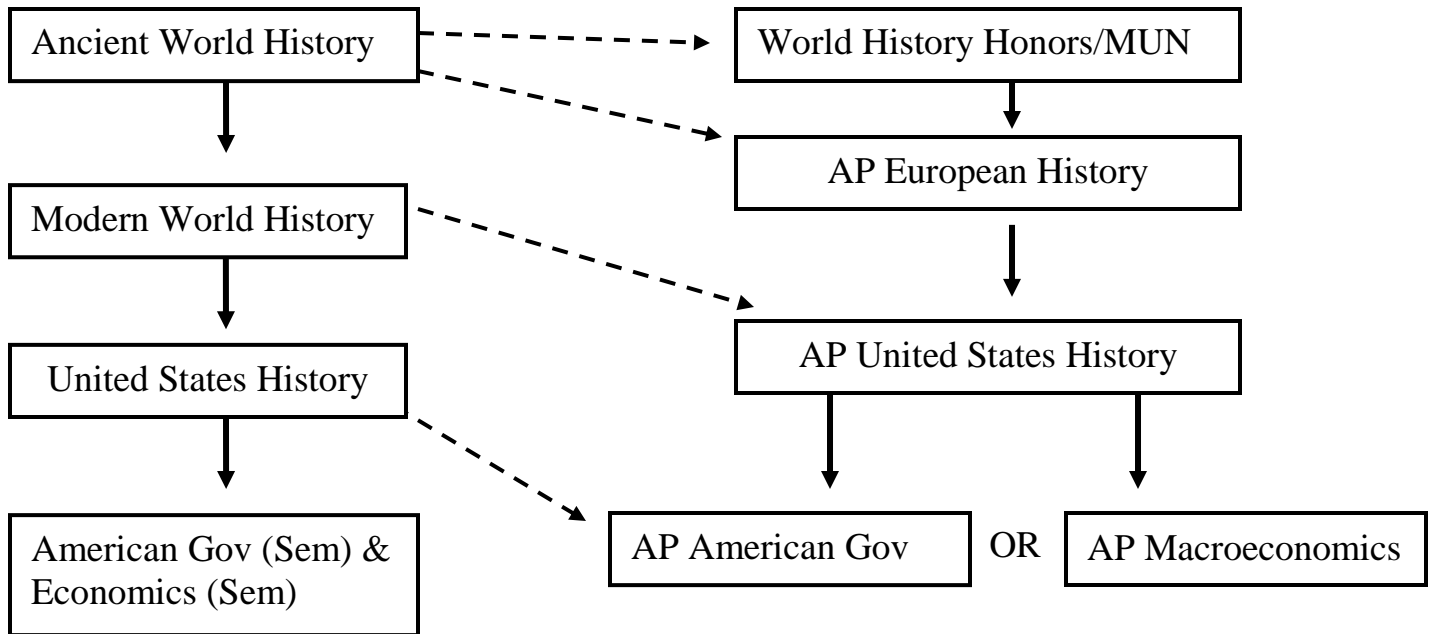 Ancient World History
World History Honors/MUN
AP European History
Modern World History
AP United States History
United States History
American Gov (Sem) &
Economics (Sem)
AP American Gov
OR
AP Macroeconomics